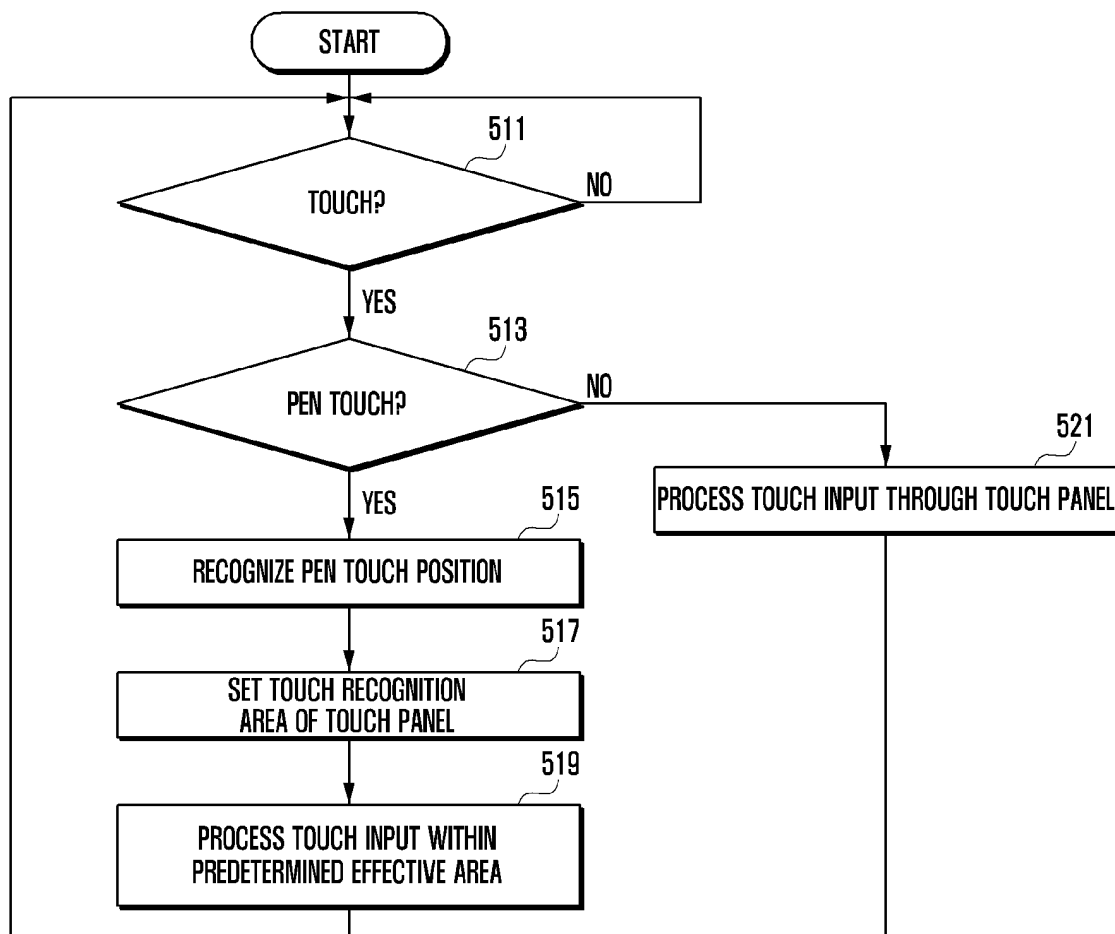 START
511
TOUCH?
NO
YES
513
PEN TOUCH?
NO
521
PROCESS TOUCH INPUT THROUGH TOUCH PANEL
YES
515
RECOGNIZE PEN TOUCH POSITION
517
SET TOUCH RECOGNITION
AREA OF TOUCH PANEL
519
PROCESS TOUCH INPUT WITHIN
PREDETERMINED EFFECTIVE AREA